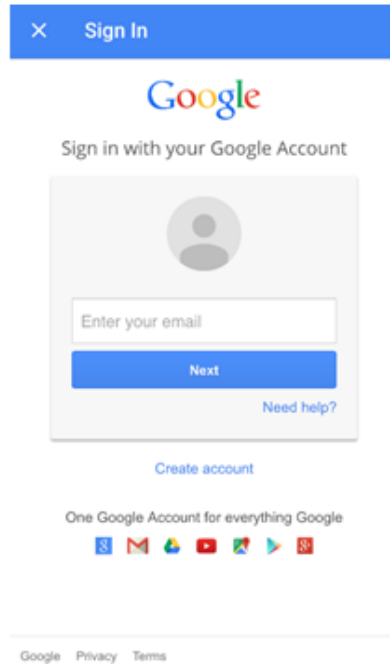 Sign In
Google
Sign in with your Google Account
Enter your email
Next
Need help?
Create account
One Google Account for everything Google
Google Privacy Terms